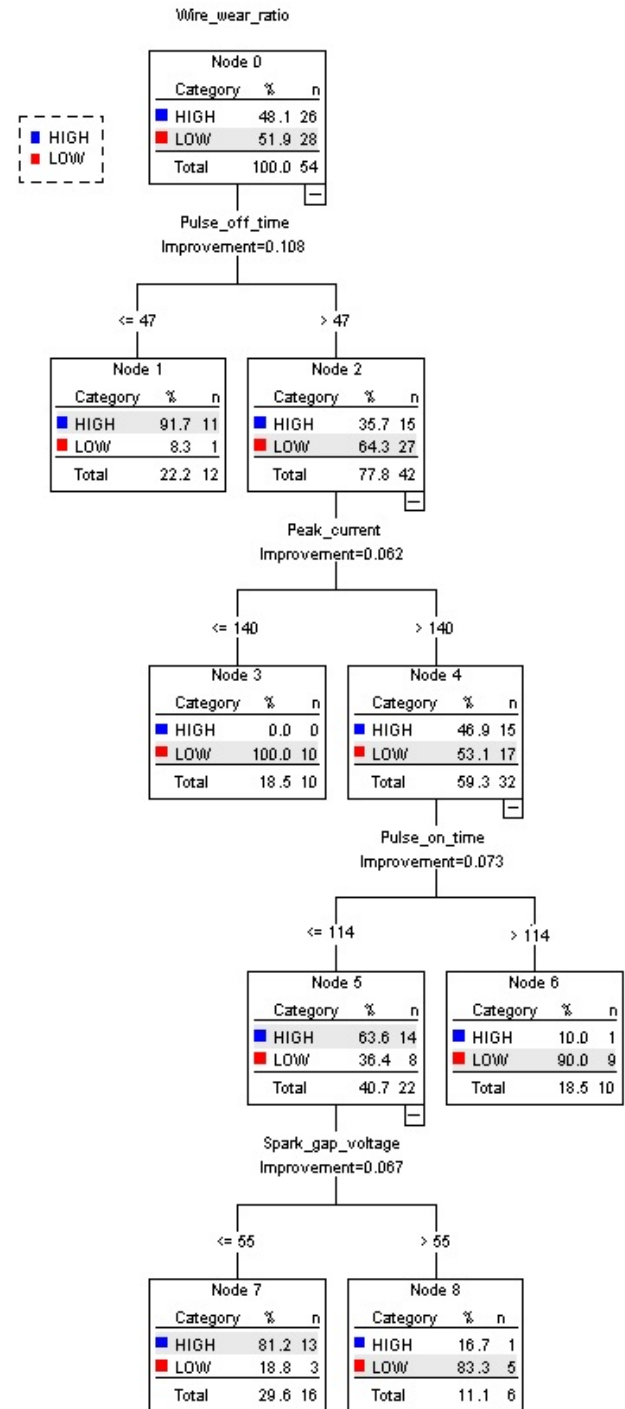 Wire_wear_ratio
HIGH
LOW
Node 0
Category % n
HIGH 48.1 26
LOW 51.9 28
Total 100.0 54
Pulse_off_time
Improvement=0.108
<= 47
> 47
Node 1
Category % n
HIGH 91.7 11
LOW 8.3 1
Total 22.2 12
Node 2
Category % n
HIGH 35.7 15
LOW 64.3 27
Total 77.8 42
Peak_current
Improvement=0.062
<= 140
> 140
Node 3
Category % n
HIGH 0.0 0
LOW 100.0 10
Total 18.5 10
Node 4
Category % n
HIGH 46.9 15
LOW 53.1 17
Total 59.3 32
Pulse_on_time
Improvement=0.073
<= 114
> 114
Node 5
Category % n
HIGH 63.6 14
LOW 36.4 8
Total 40.7 22
Node 6
Category % n
HIGH 10.0 1
LOW 90.0 9
Total 18.5 10
Spark_gap_voltage
Improvement=0.067
<= 55
> 55
Node 7
Category % n
HIGH 81.2 13
LOW 18.8 3
Total 29.6 16
Node 8
Category % n
HIGH 16.7 1
LOW 83.3 5
Total 11.1 6